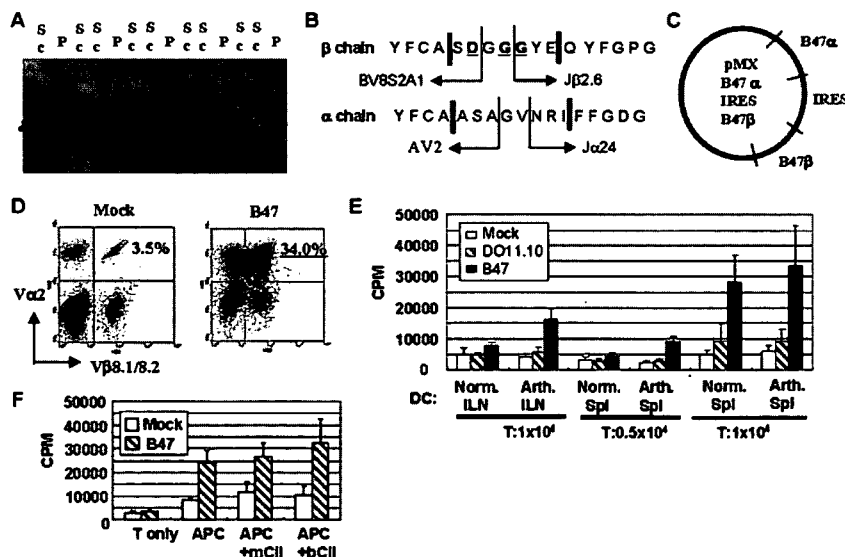 A
S c P S c S c P S c S c P S c P S c S c P
B
β chain Y F C A S D G G G Y E Q Y F G P G
BV8S2A1 Jβ2.6
α chain Y F C A A S A G V N R I F F G D G
AV2 Jα24
C
pMX
B47 α
IRES
B47β
B47α
IRES
B47β
D
Mock B47
3.5% 34.0%
Vα2
Vβ8.1/8.2
E
CPM
50000
40000
30000
20000
10000
0
Mock
DO11.10
B47
DC: Norm. ILN Arth. ILN Norm. Spl Arth. Spl Norm. Spl Arth. Spl
T:1x10⁴ T:0.5x10⁴ T:1x10⁴
F
CPM
50000
40000
30000
20000
10000
0
Mock
B47
T only APC APC +mCII APC +bCII